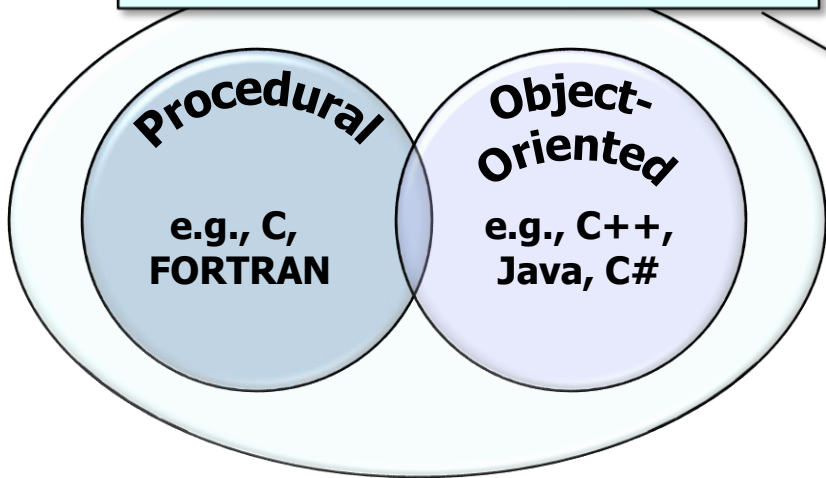 Procedural
e.g., C,
FORTRAN
Object-
Oriented
e.g., C++,
Java, C#